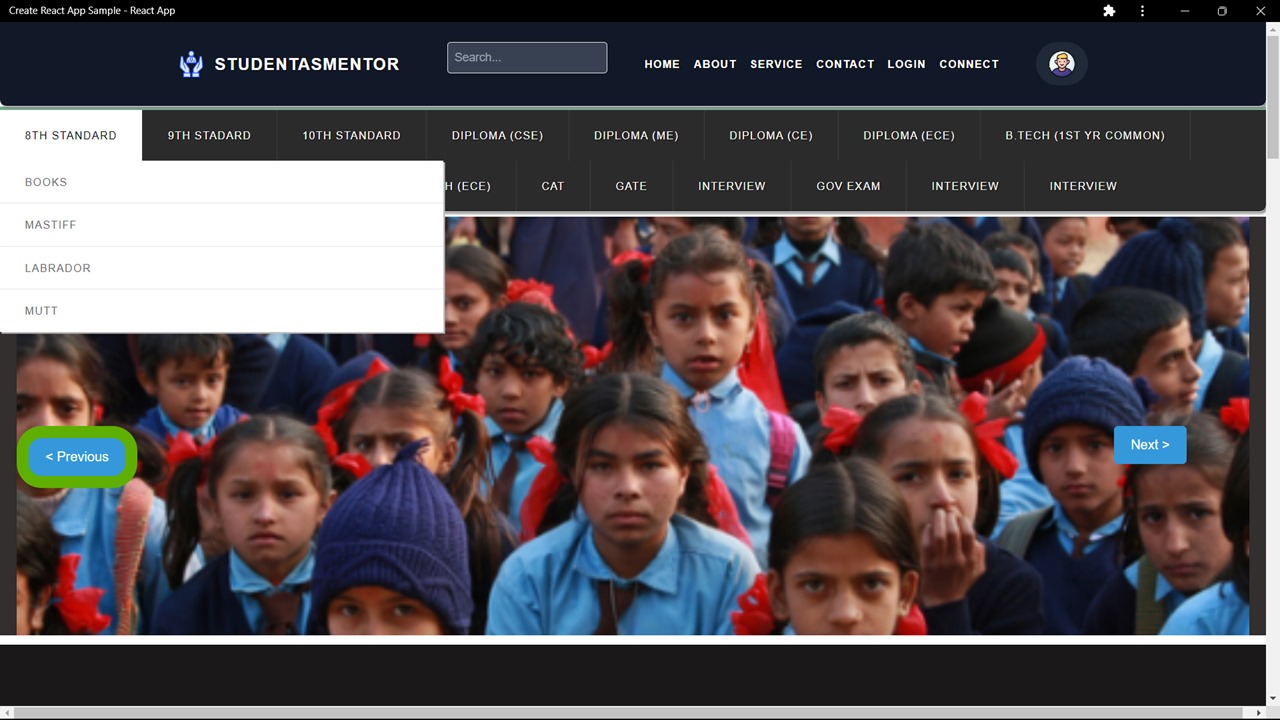 Create React App Sample - React App
STUDENTASMENTOR
Search...
HOME ABOUT SERVICE CONTACT LOGIN CONNECT
8TH STANDARD 9TH STADARD 10TH STANDARD DIPLOMA (CSE) DIPLOMA (ME) DIPLOMA (CE) DIPLOMA (ECE) B.TECH (1ST YR COMMON)
H (ECE) CAT GATE INTERVIEW GOV EXAM INTERVIEW INTERVIEW
BOOKS
MASTIFF
LABRADOR
MUTT
< Previous
Next >